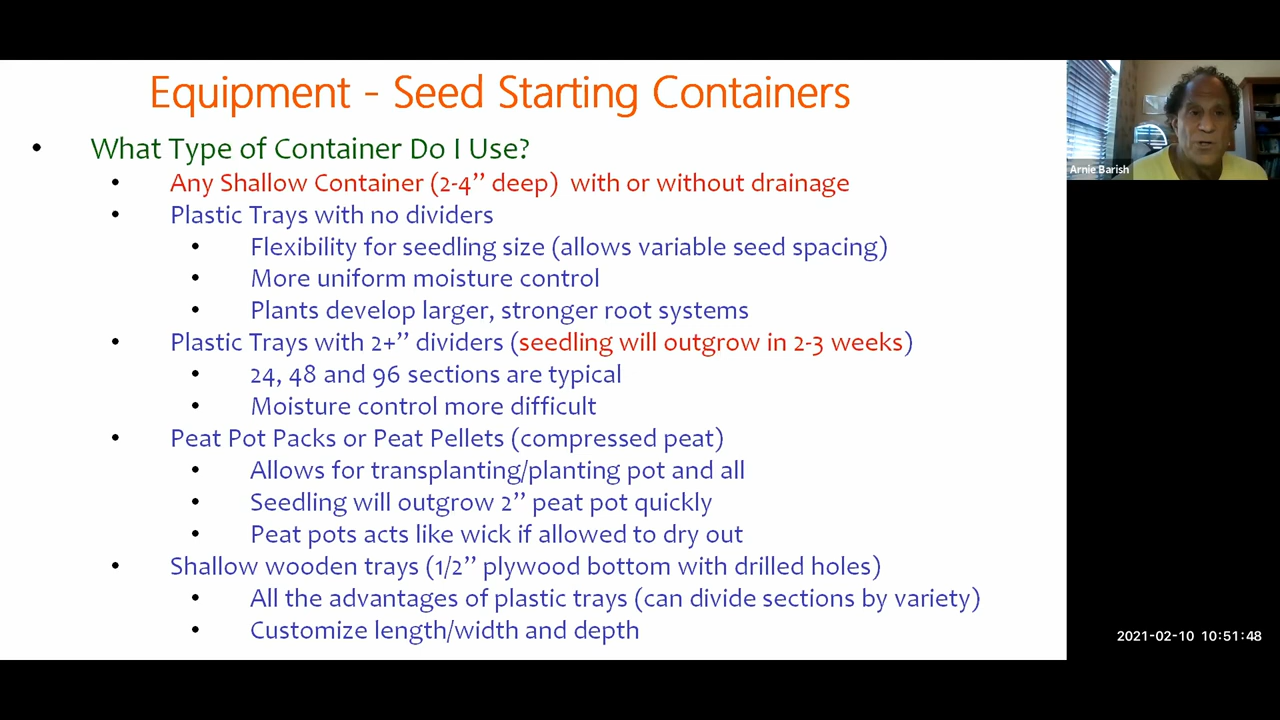 Equipment - Seed Starting Containers
• What Type of Container Do I Use?
• Any Shallow Container (2-4” deep) with or without drainage
• Plastic Trays with no dividers
• Flexibility for seedling size (allows variable seed spacing)
• More uniform moisture control
• Plants develop larger, stronger root systems
• Plastic Trays with 2+” dividers (seedling will outgrow in 2-3 weeks)
• 24, 48 and 96 sections are typical
• Moisture control more difficult
• Peat Pot Packs or Peat Pellets (compressed peat)
• Allows for transplanting/planting pot and all
• Seedling will outgrow 2” peat pot quickly
• Peat pots acts like wick if allowed to dry out
• Shallow wooden trays (1/2” plywood bottom with drilled holes)
• All the advantages of plastic trays (can divide sections by variety)
• Customize length/width and depth
Arnie Barish
2021-02-10 10:51:48